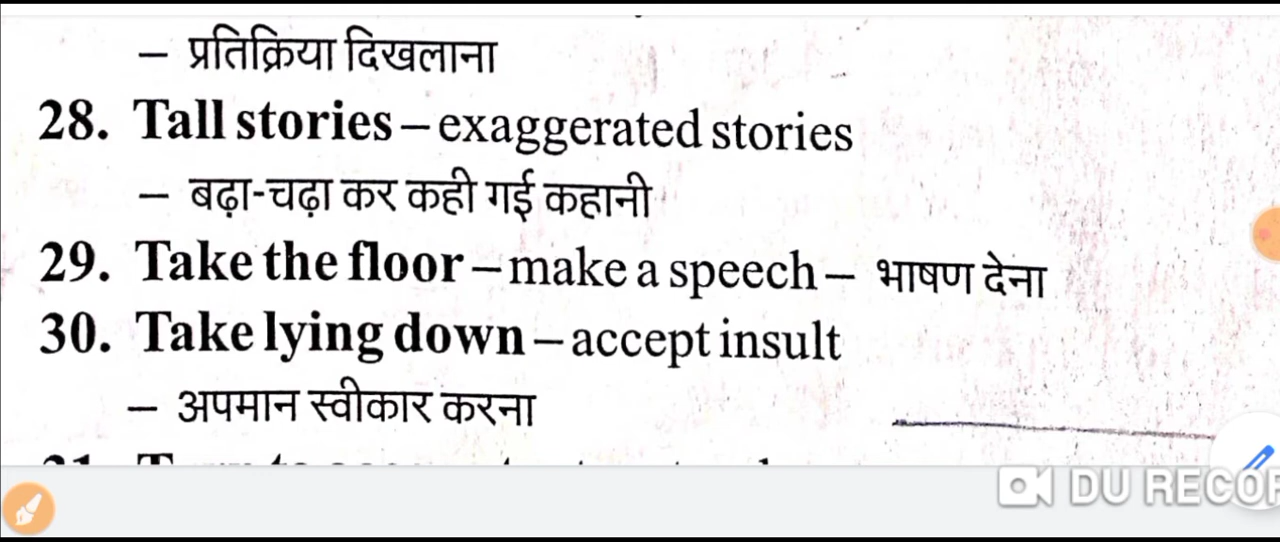 — प्रतिक्रिया दिखलाना
28. Tall stories – exaggerated stories
— बढ़ा-चढ़ा कर कही गई कहानी
29. Take the floor – make a speech – भाषण देना
30. Take lying down – accept insult
— अपमान स्वीकार करना
DU RECOR